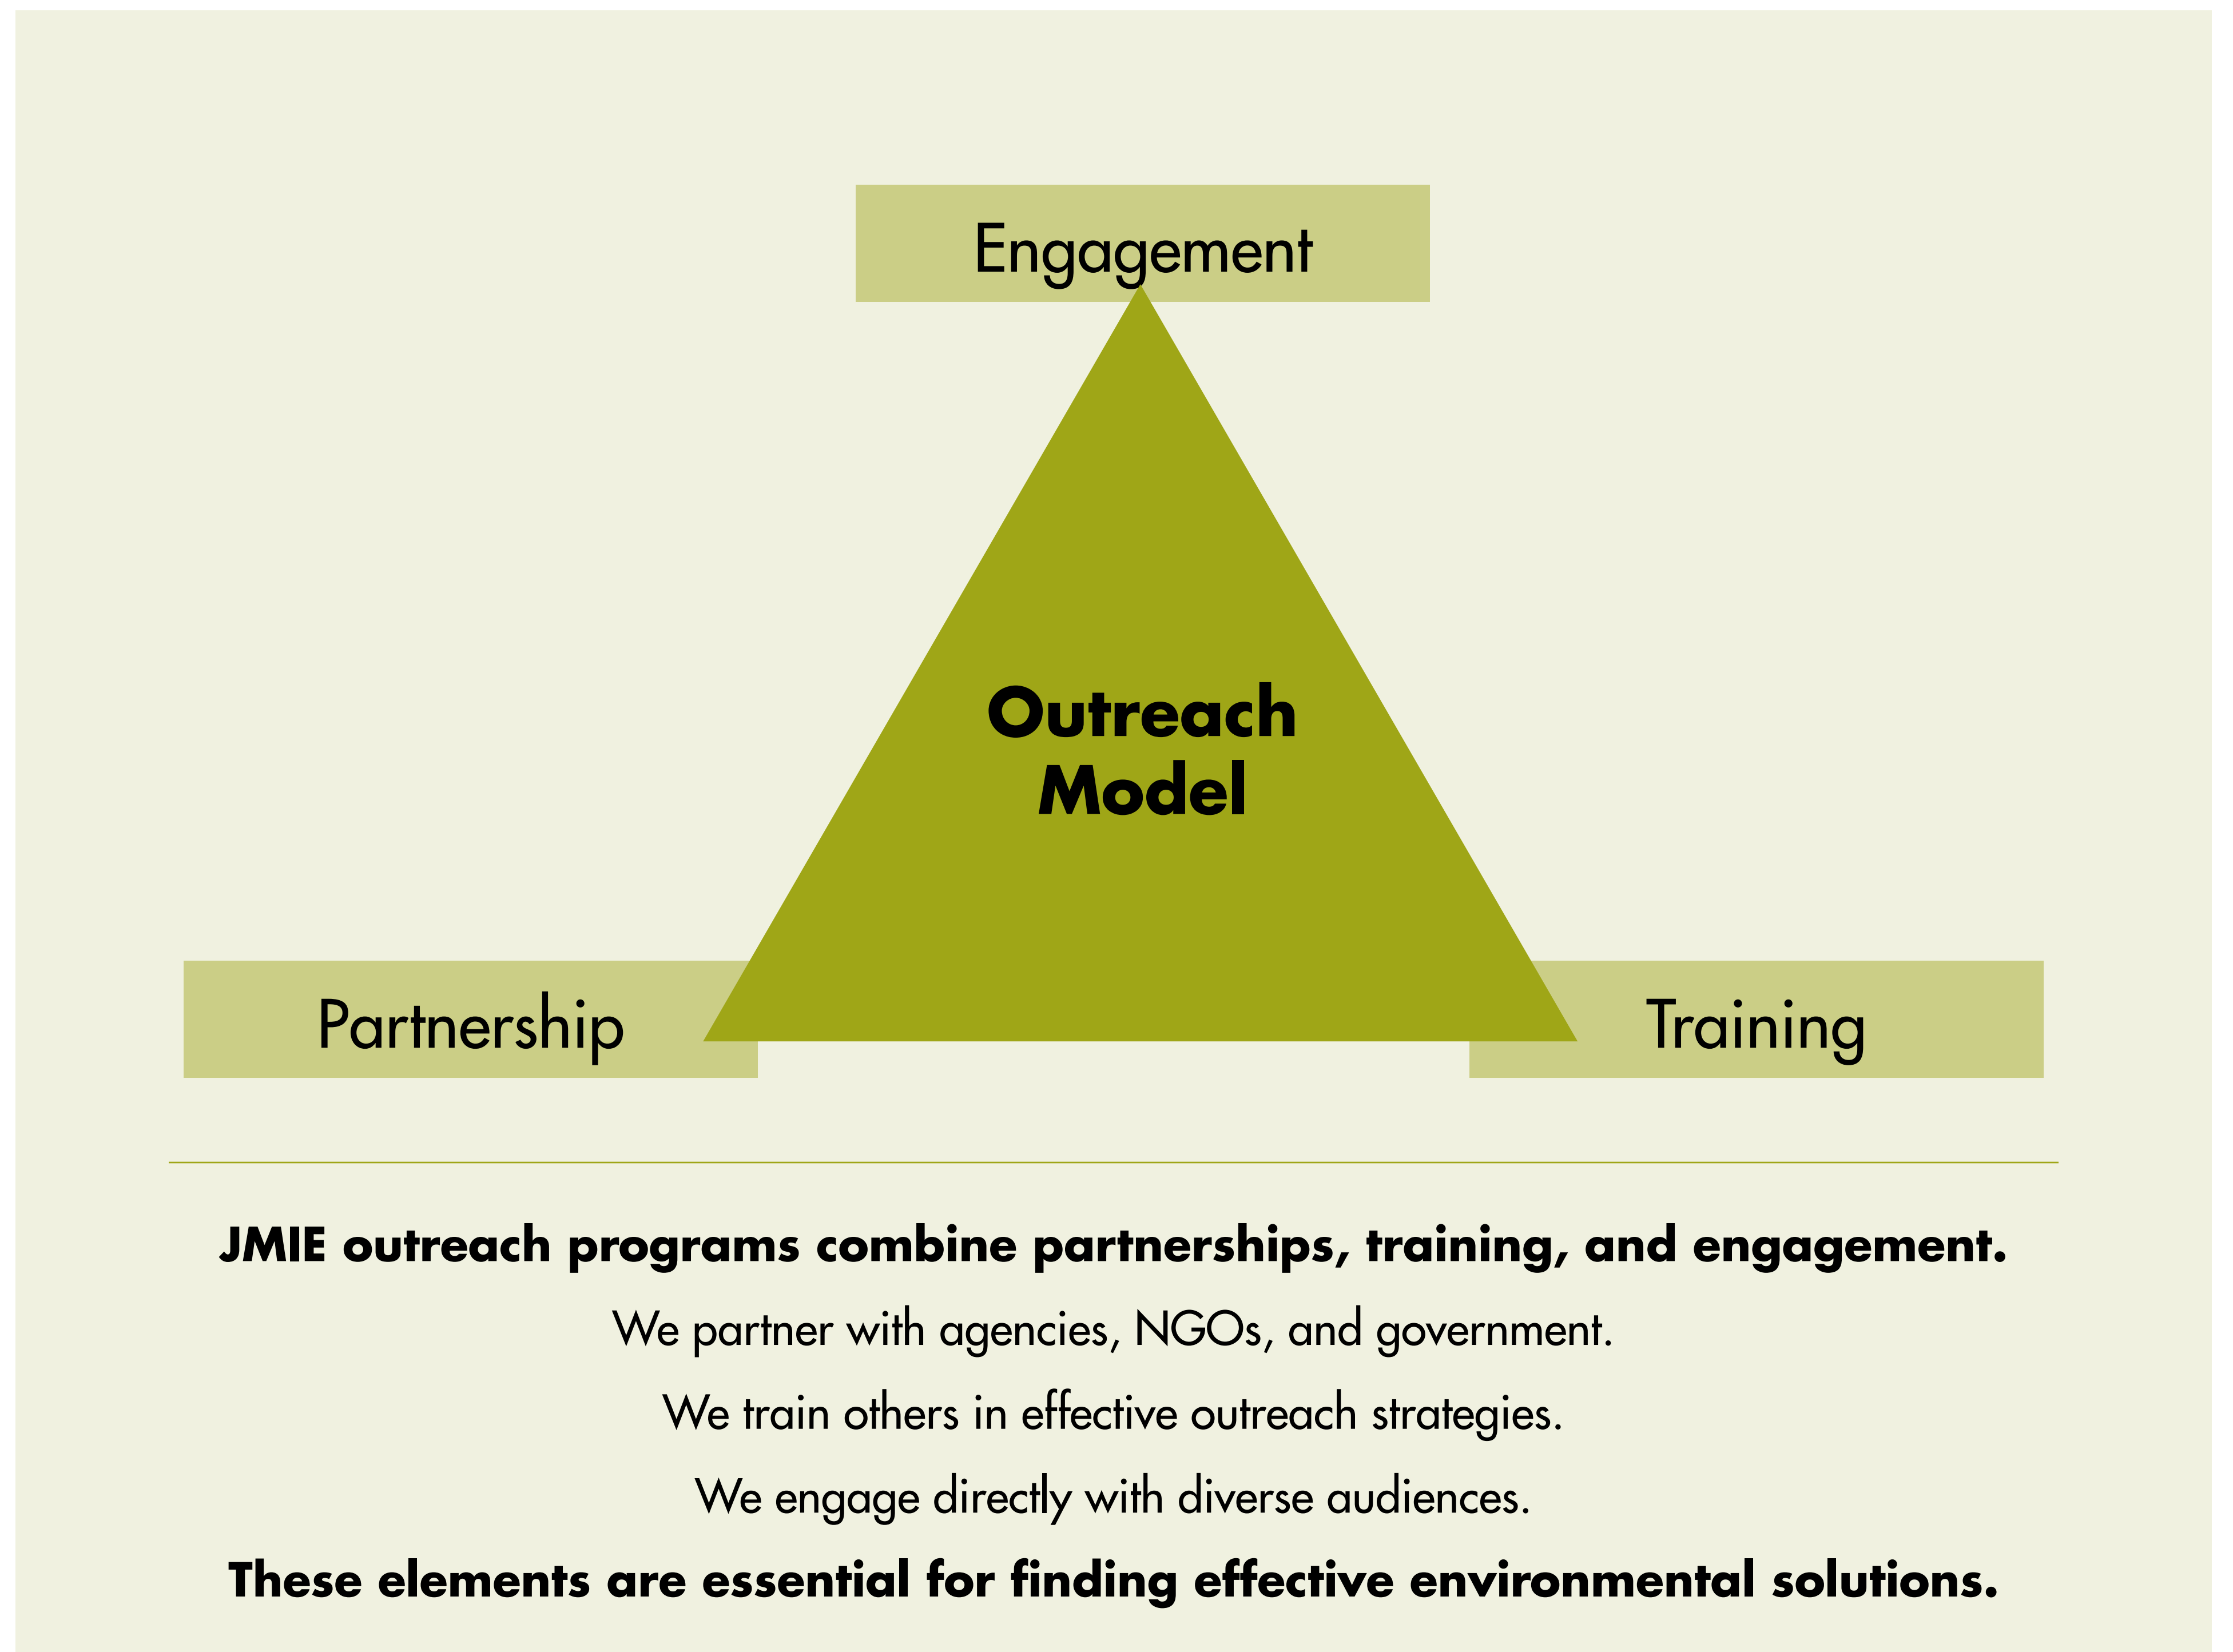 Engagement
Outreach
Model
Partnership
Training
JMIE outreach programs combine partnerships, training, and engagement.
We partner with agencies, NGOs, and government.
We train others in effective outreach strategies.
We engage directly with diverse audiences.
These elements are essential for finding effective environmental solutions.